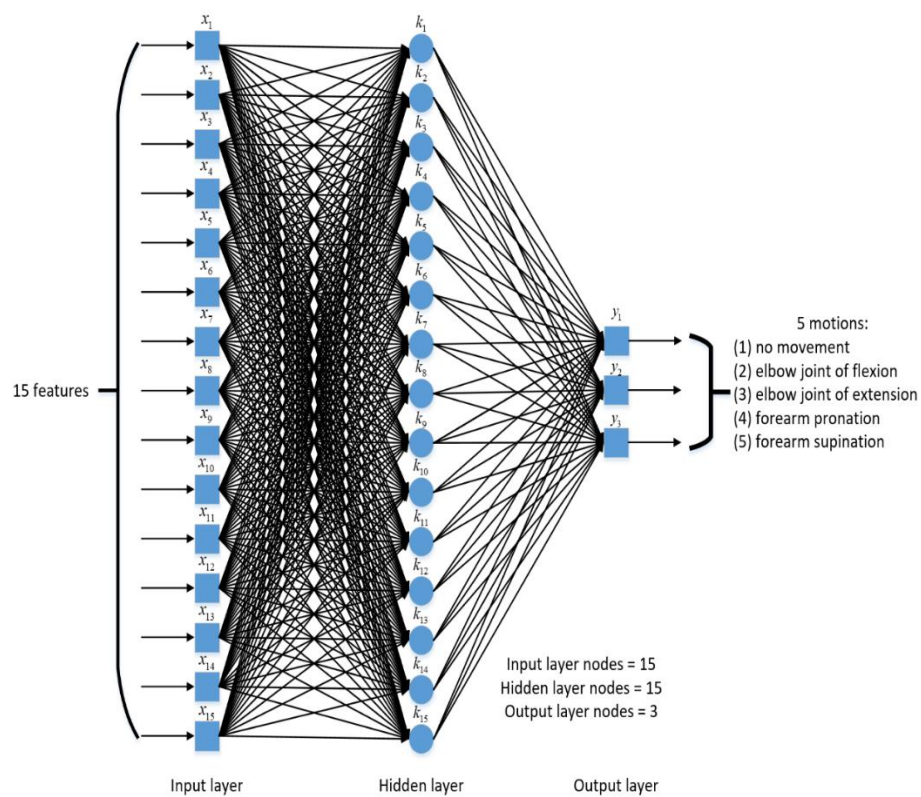 x1
x2
x3
x4
x5
x6
x7
x8
x9
x10
x11
x12
x13
x14
x15
15 features
k1
k2
k3
k4
k5
k6
k7
k8
k9
k10
k11
k12
k13
k14
k15
y1
y2
y3
5 motions:
(1) no movement
(2) elbow joint of flexion
(3) elbow joint of extension
(4) forearm pronation
(5) forearm supination
Input layer nodes = 15
Hidden layer nodes = 15
Output layer nodes = 3
Input layer
Hidden layer
Output layer